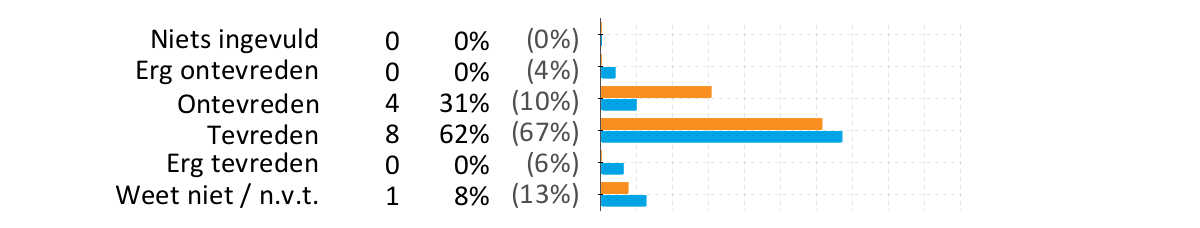 Niets ingevuld 0 0% (0%)
Erg ontevreden 0 0% (4%)
Ontevreden 4 31% (10%)
Tevreden 8 62% (67%)
Erg tevreden 0 0% (6%)
Weet niet / n.v.t. 1 8% (13%)